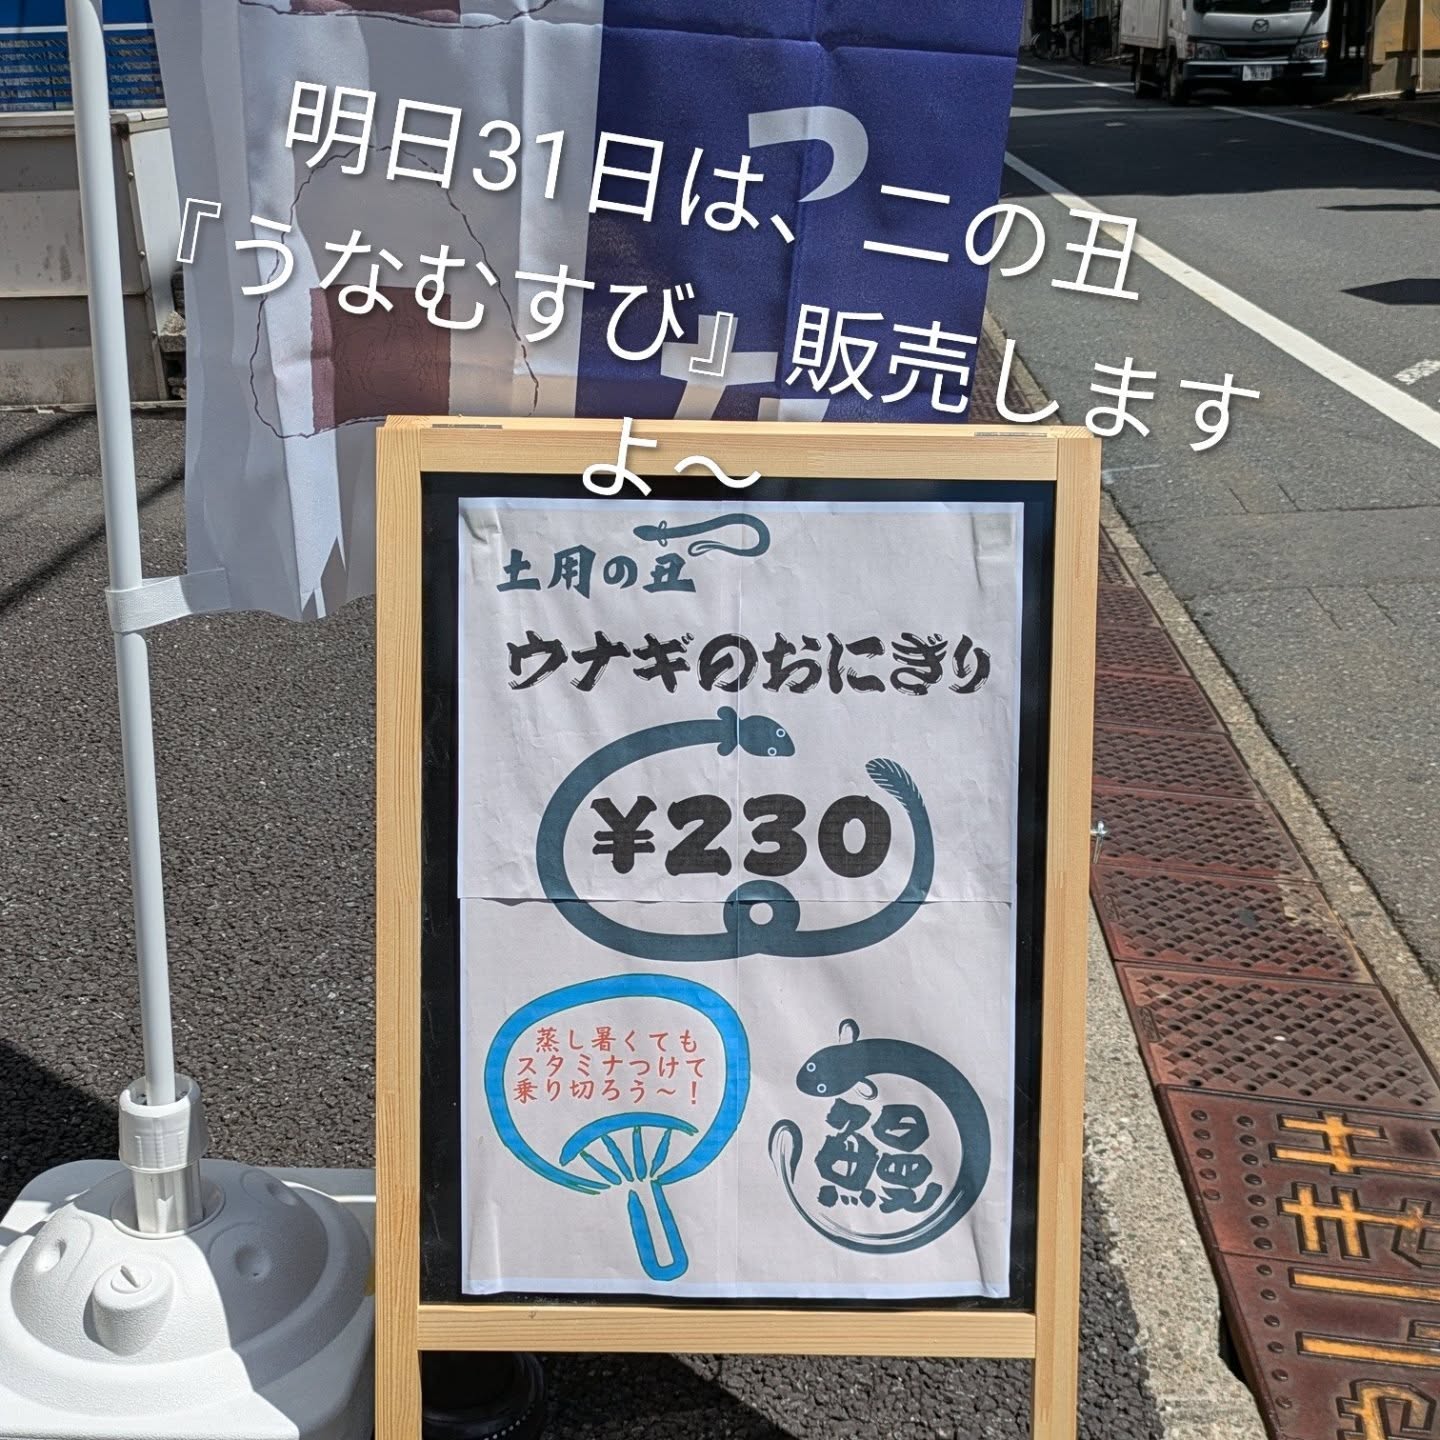 明日31日は、二の丑
『うなむすび』販売します
よ～
土用の丑
ウナギのおにぎり
¥230
蒸し暑くても
スタミナつけて
乗り切ろう～！
鰻